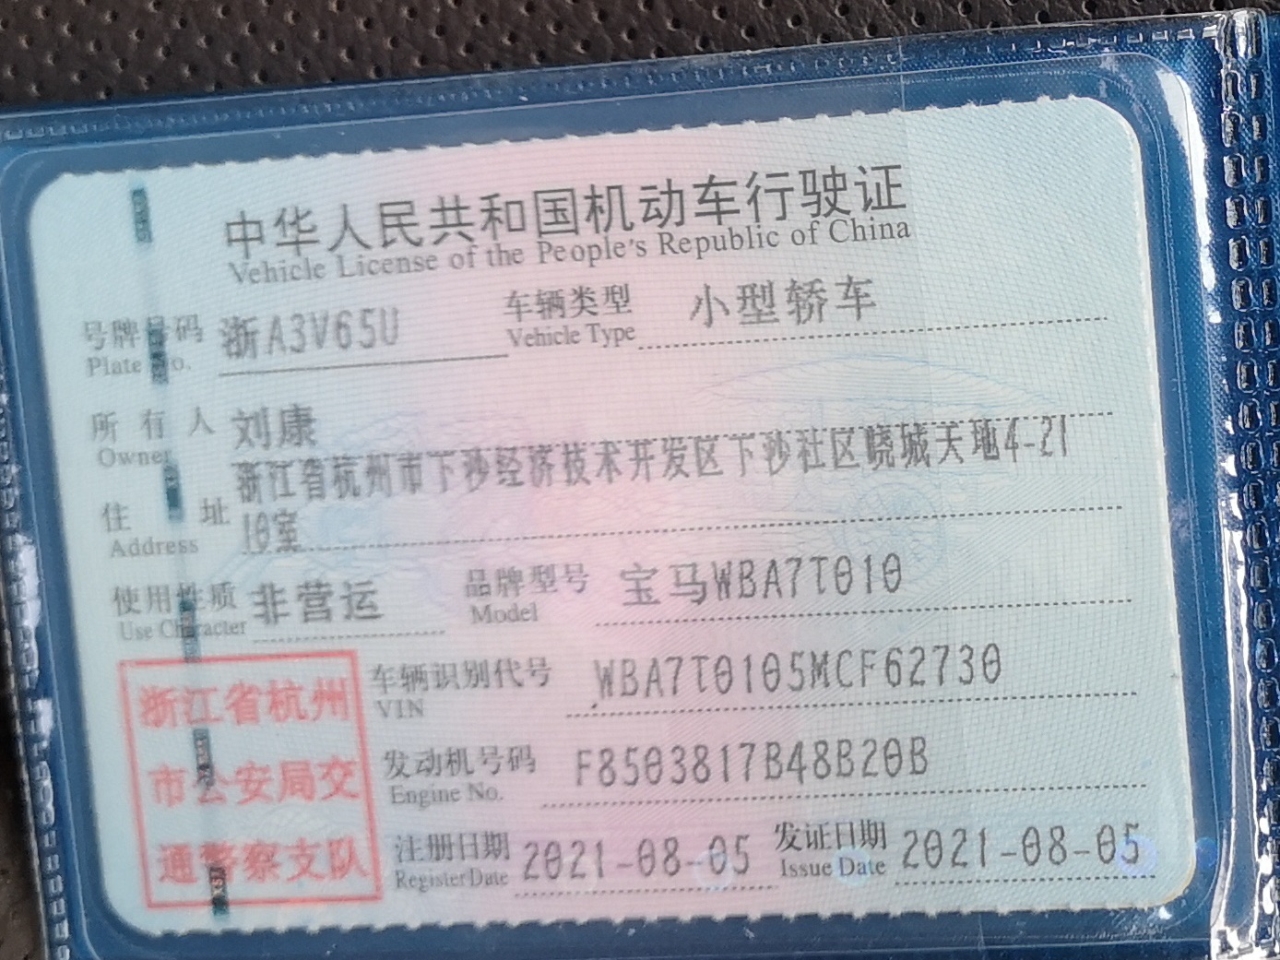 中华人民共和国机动车行驶证
Vehicle License of the People's Republic of China
号牌号码 浙A3V65U 车辆类型 小型轿车
Plate No. Vehicle Type
所有人 刘康
Owner
浙江省杭州市下沙经济技术开发区下沙社区晓城天地4-21
住址 10室
Address
使用性质 非营运 品牌型号 宝马WBA7T010
Use Character Model
车辆识别代号 WBA7T0105MCF62730
VIN
发动机号码 F8503817B48B20B
Engine No.
注册日期 2021-08-05 发证日期 2021-08-05
Register Date Issue Date
浙江省杭州
市公安局交
通警察支队